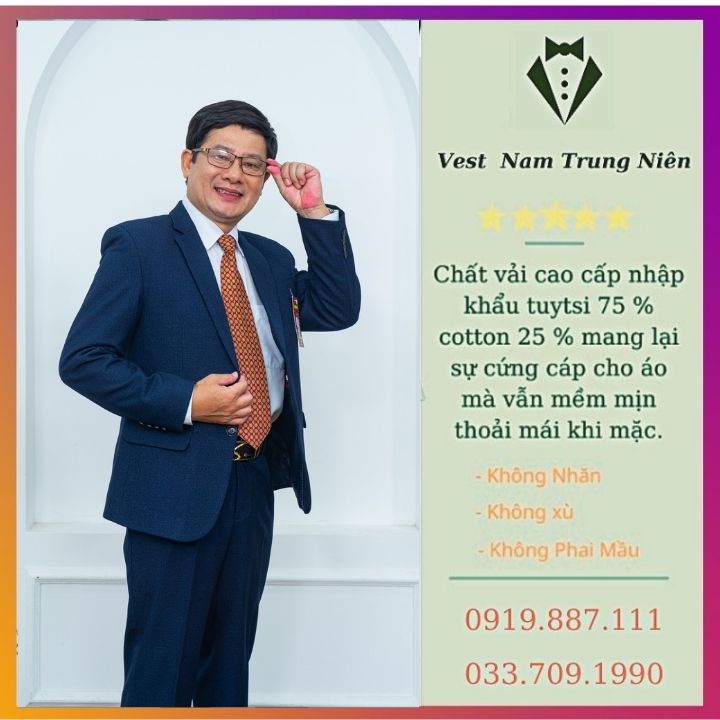 Vest Nam Trung Niên
Chất vải cao cấp nhập
khẩu tuytsi 75 %
cotton 25 % mang lại
sự cứng cáp cho áo
mà vẫn mềm mịn
thoải mái khi mặc.
- Không Nhăn
- Không xù
- Không Phai Mầu
0919.887.111
033.709.1990